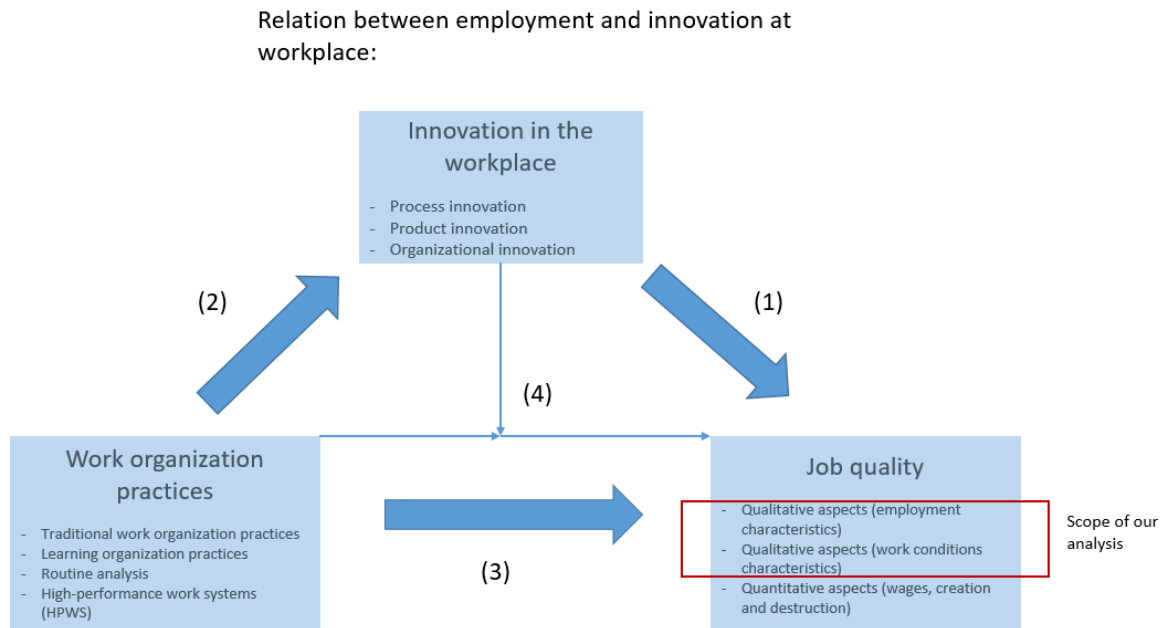 Relation between employment and innovation at
workplace:
Innovation in the
workplace
- Process innovation
- Product innovation
- Organizational innovation
(2)
(1)
(4)
Work organization
practices
- Traditional work organization practices
- Learning organization practices
- Routine analysis
- High-performance work systems
(HPWS)
(3)
Job quality
- Qualitative aspects (employment
characteristics)
- Qualitative aspects (work conditions
characteristics)
- Quantitative aspects (wages, creation
and destruction)
Scope of our
analysis